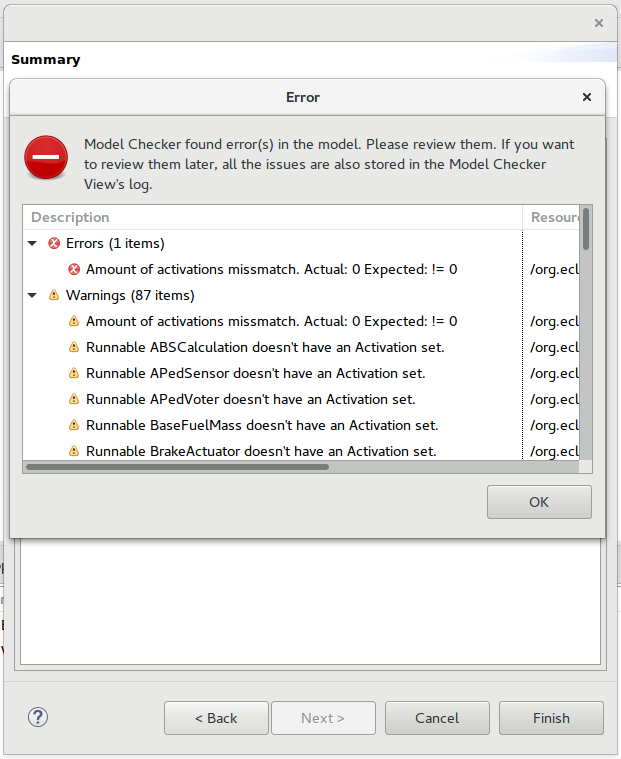 Summary
Error
Model Checker found error(s) in the model. Please review them. If you want
to review them later, all the issues are also stored in the Model Checker
View's log.
Description Resour
Errors (1 items)
Amount of activations missmatch. Actual: 0 Expected: != 0 /org.ecl
Warnings (87 items)
Amount of activations missmatch. Actual: 0 Expected: != 0 /org.ecl
Runnable ABSCalculation doesn't have an Activation set. /org.ecl
Runnable APedSensor doesn't have an Activation set. /org.ecl
Runnable APedVoter doesn't have an Activation set. /org.ecl
Runnable BaseFuelMass doesn't have an Activation set. /org.ecl
Runnable BrakeActuator doesn't have an Activation set. /org.ecl
OK
< Back Next > Cancel Finish